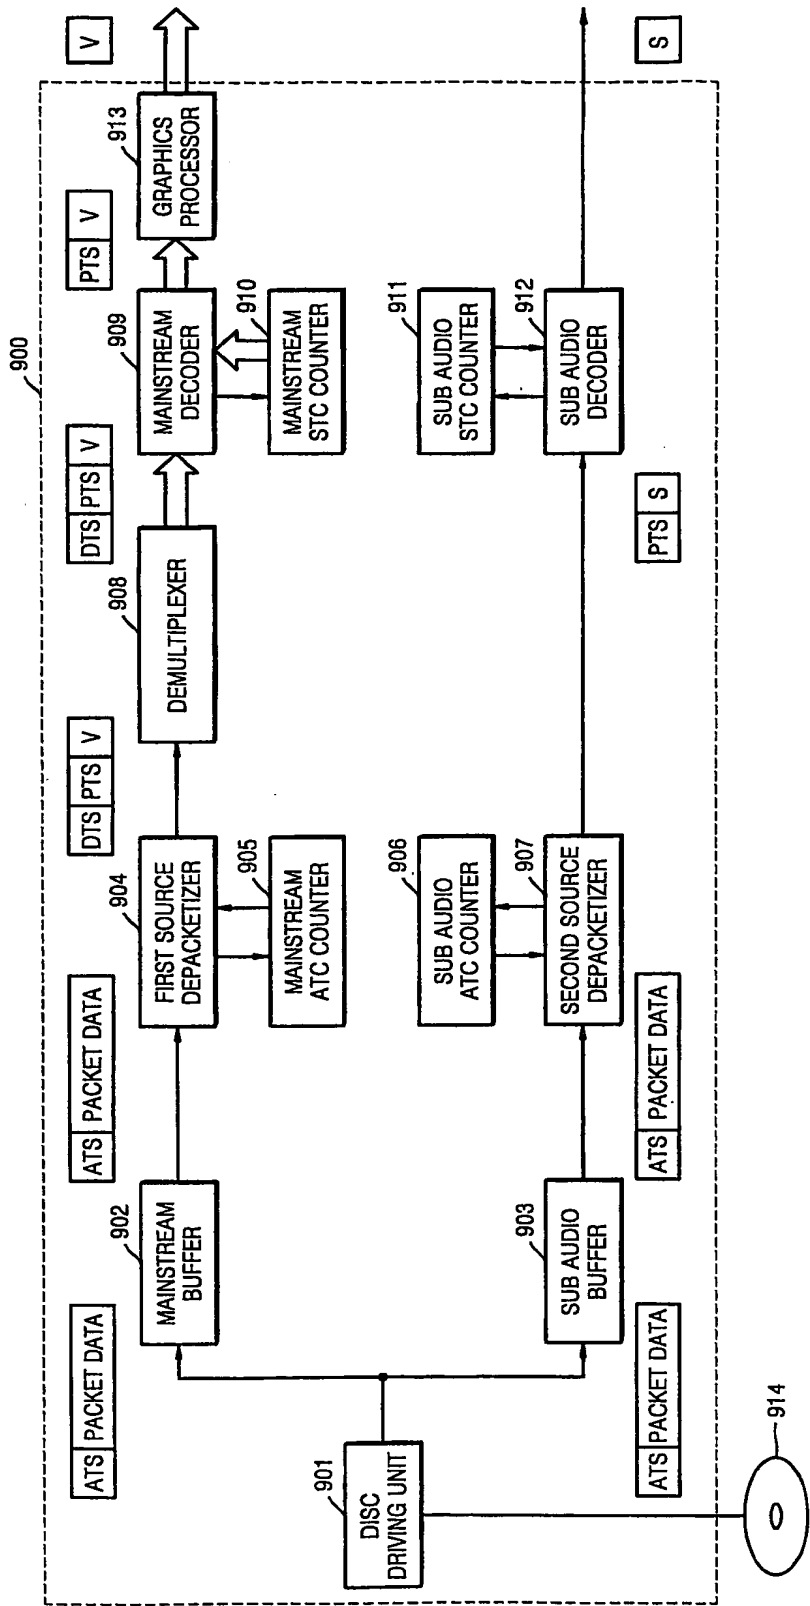 900
ATS PACKET DATA
ATS PACKET DATA
DTS PTS V
DTS PTS V
PTS V
V
902
MAINSTREAM
BUFFER
904
FIRST SOURCE
DEPACKETIZER
908
DEMULTIPLEXER
909
MAINSTREAM
DECODER
913
GRAPHICS
PROCESSOR
905
MAINSTREAM
ATC COUNTER
910
MAINSTREAM
STC COUNTER
901
DISC
DRIVING UNIT
906
SUB AUDIO
ATC COUNTER
911
SUB AUDIO
STC COUNTER
903
SUB AUDIO
BUFFER
907
SECOND SOURCE
DEPACKETIZER
912
SUB AUDIO
DECODER
ATS PACKET DATA
ATS PACKET DATA
PTS S
S
914